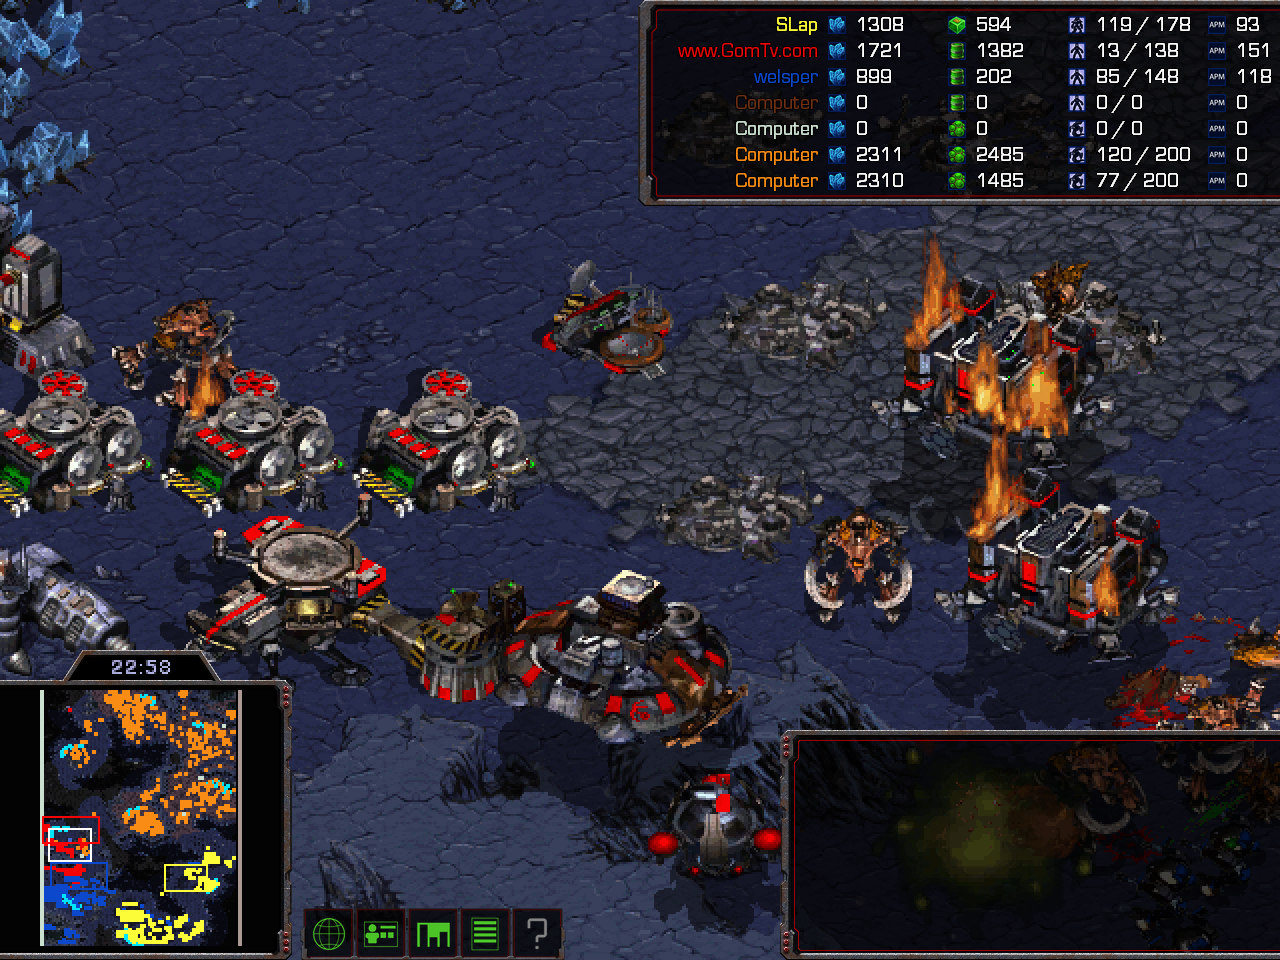 SLap 1308 594 119 / 178 APM 93
www.GomTv.com 1721 1382 13 / 138 APM 151
welsper 899 202 85 / 148 APM 118
Computer 0 0 0 / 0 APM 0
Computer 0 0 0 / 0 APM 0
Computer 2311 2485 120 / 200 APM 0
Computer 2310 1485 77 / 200 APM 0
22:58
?